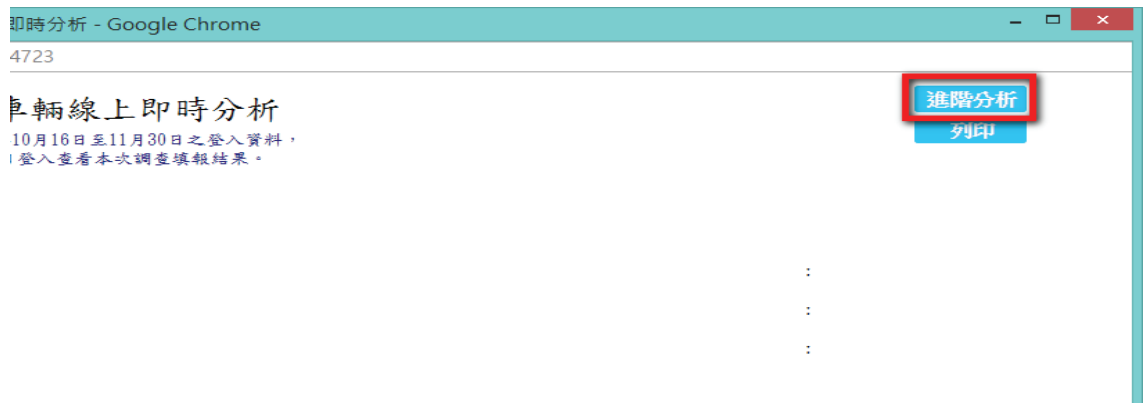 即時分析 - Google Chrome
4723
車輛線上即時分析
進階分析
列印
10月16日至11月30日之登入資料，
登入查看本次調查填報結果。
:
:
: